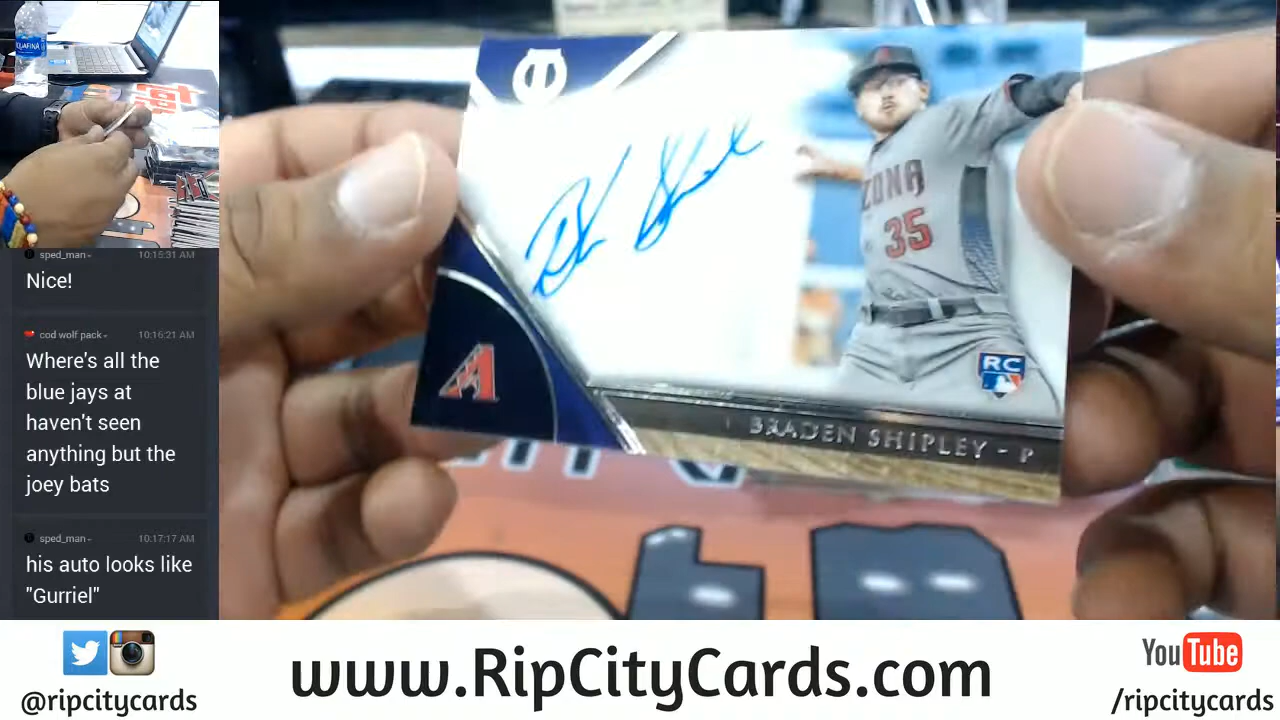 AQUAFINA
sped_man-
10:15:31 AM
Nice!
cod wolf pack-
10:16:21 AM
Where's all the
blue jays at
haven't seen
anything but the
joey bats
sped_man-
10:17:17 AM
his auto looks like
"Gurriel"
ZONA
35
RC
A
BRADEN SHIPLEY - P
@ripcitycards
www.RipCityCards.com
YouTube
/ripcitycards